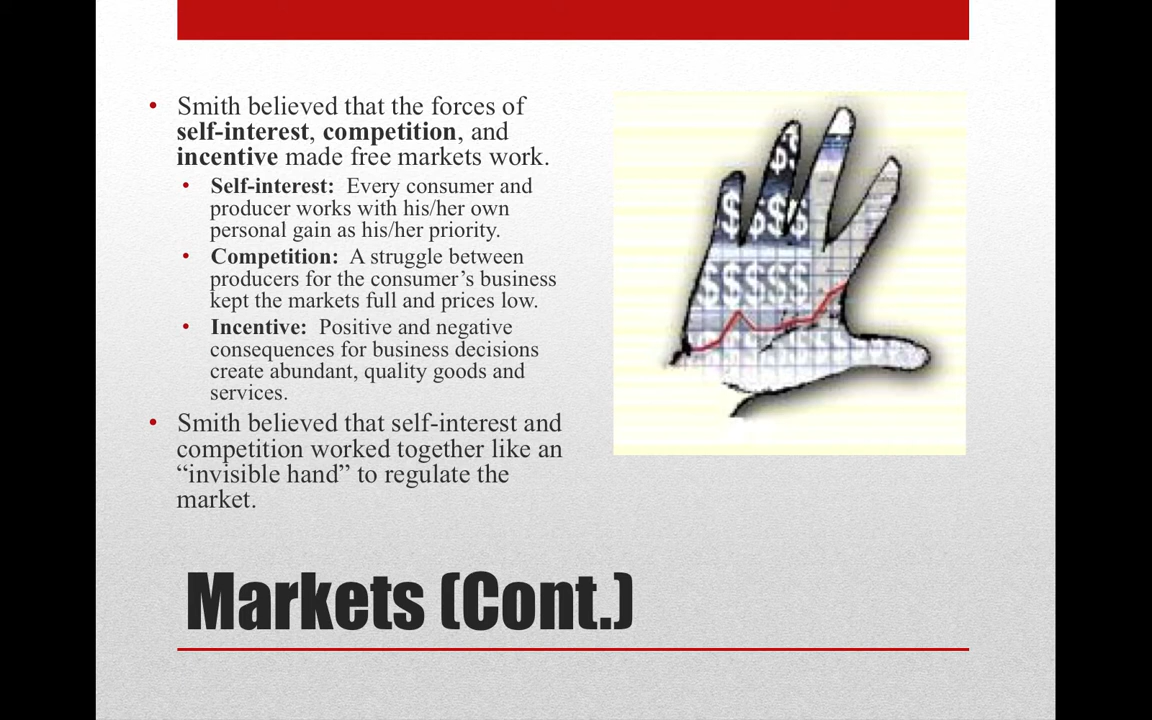 • Smith believed that the forces of
self-interest, competition, and
incentive made free markets work.
• Self-interest: Every consumer and
producer works with his/her own
personal gain as his/her priority.
• Competition: A struggle between
producers for the consumer’s business
kept the markets full and prices low.
• Incentive: Positive and negative
consequences for business decisions
create abundant, quality goods and
services.
• Smith believed that self-interest and
competition worked together like an
“invisible hand” to regulate the
market.
Markets (Cont.)